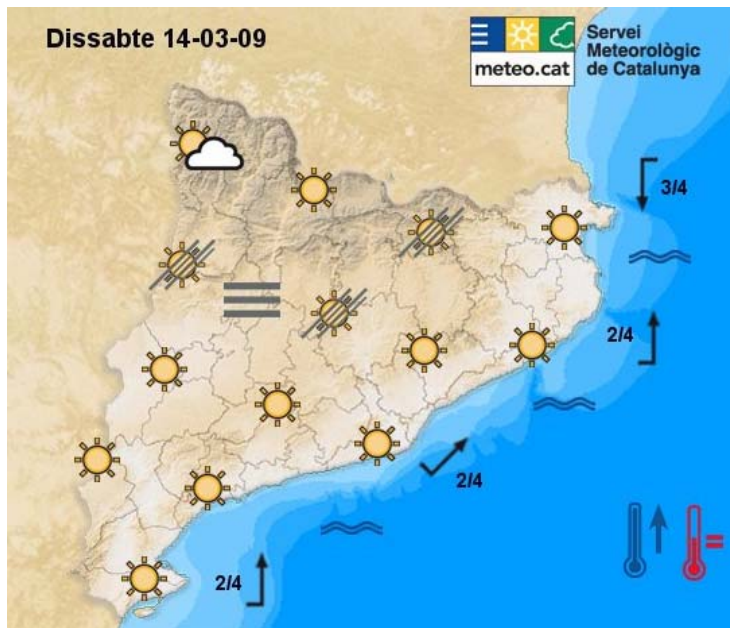 Dissabte 14-03-09
meteo.cat
Servei
Meteorològic
de Catalunya
3/4
2/4
2/4
2/4